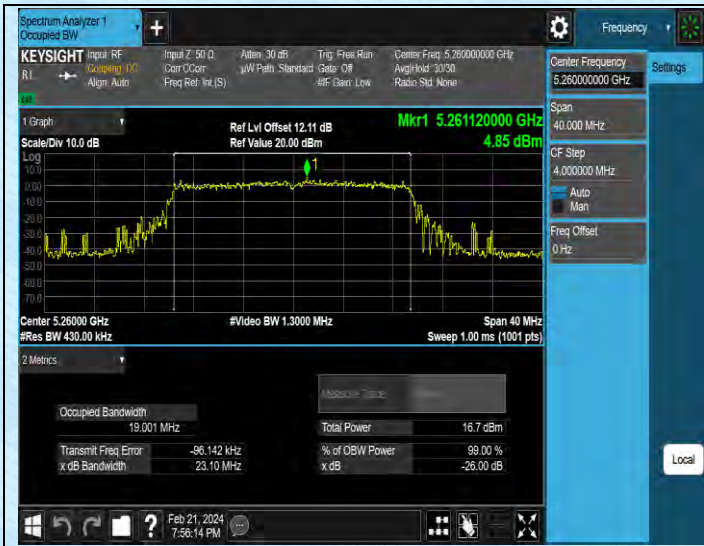 Spectrum Analyzer 1
Occupied BW
+
Frequency
KEYSIGHT Input: RF
Coupling: DC
Align: Auto
RL
Input Z: 50 Ω
Corr CCorr
Freq Ref: Int (S)
Atten: 30 dB
µW Path: Standard
Trig: Free Run
Gate: Off
#IF Gain: Low
Center Freq: 5.260000000 GHz
Avg|Hold: 30/30
Radio Std: None
1 Graph
Scale/Div 10.0 dB
Ref Lvl Offset 12.11 dB
Ref Value 20.00 dBm
Mkr1 5.261120000 GHz
4.85 dBm
Log
10.0
0.00
-10.0
-20.0
-30.0
-40.0
-50.0
-60.0
-70.0
1
Center 5.26000 GHz
#Res BW 430.00 kHz
#Video BW 1.3000 MHz
Span 40 MHz
Sweep 1.00 ms (1001 pts)
2 Metrics
Measure Trace
Occupied Bandwidth
19.001 MHz
Total Power 16.7 dBm
Transmit Freq Error -96.142 kHz
x dB Bandwidth 23.10 MHz
% of OBW Power 99.00 %
x dB -26.00 dB
Center Frequency
5.260000000 GHz
Settings
Span
40.000 MHz
CF Step
4.000000 MHz
Auto
Man
Freq Offset
0 Hz
Local
?
Feb 21, 2024
7:56:14 PM